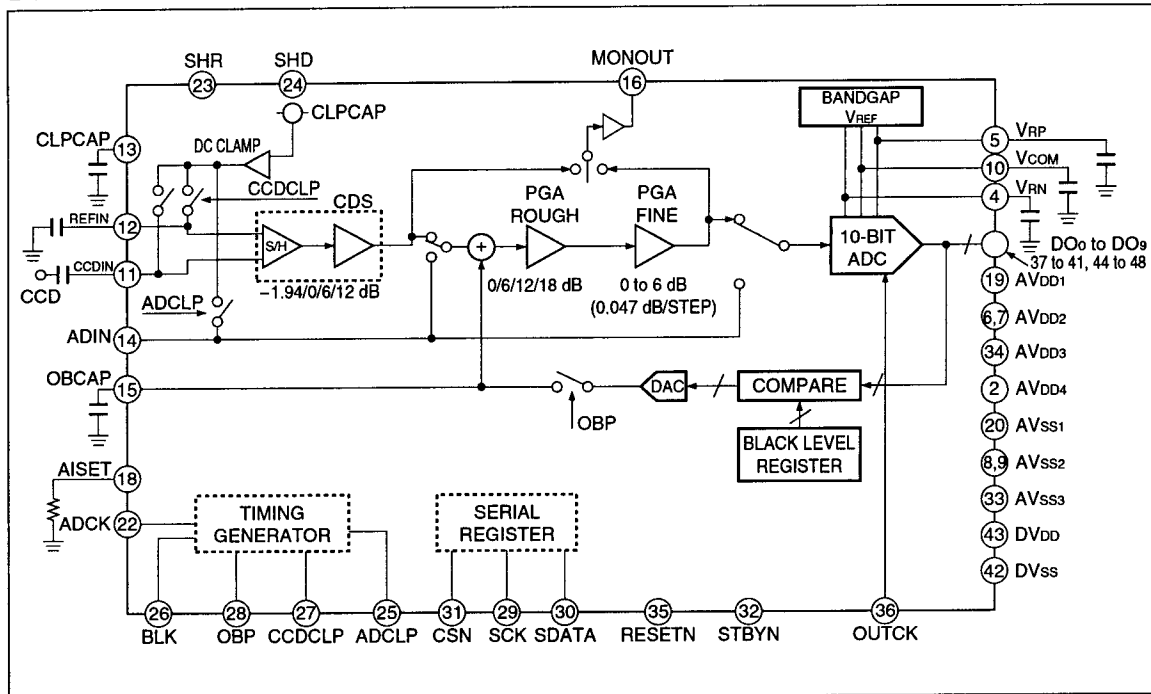 SHR
23
SHD
24
MONOUT
16
CLPCAP
CLPCAP
13
DC CLAMP
BANDGAP
VREF
5 VRP
10 VCOM
4 VRN
CCDCLP
CDS
REFIN
12
S/H
CCDIN
11
CCD
−1.94/0/6/12 dB
+
PGA
ROUGH
0/6/12/18 dB
PGA
FINE
0 to 6 dB
(0.047 dB/STEP)
10-BIT
ADC
DO0 to DO9
37 to 41, 44 to 48
ADCLP
ADIN
14
OBCAP
15
OBP
DAC
COMPARE
BLACK LEVEL
REGISTER
19 AVDD1
6,7 AVDD2
34 AVDD3
2 AVDD4
20 AVSS1
8,9 AVSS2
33 AVSS3
43 DVDD
42 DVSS
AISET
18
ADCK
22
TIMING
GENERATOR
SERIAL
REGISTER
26
28
27
25
31
29
30
35
32
36
BLK
OBP
CCDCLP
ADCLP
CSN
SCK
SDATA
RESETN
STBYN
OUTCK